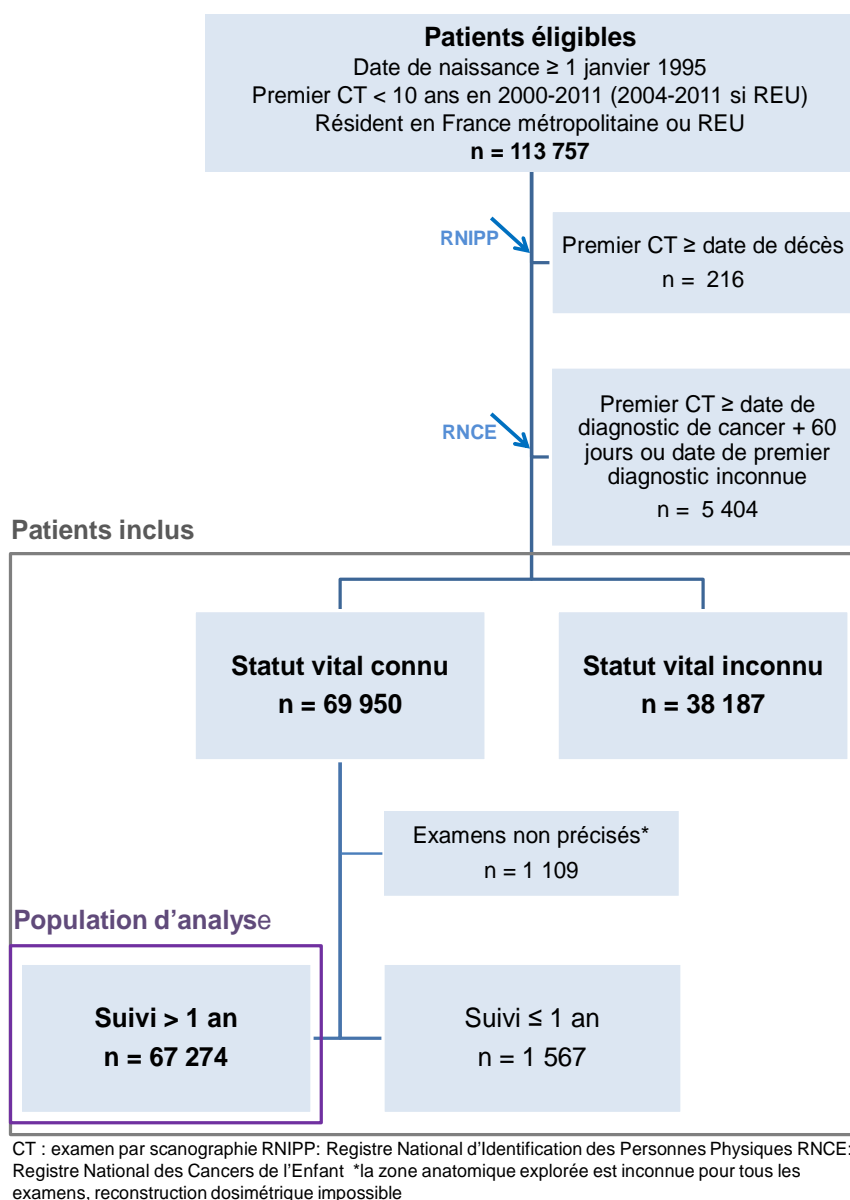 Patients éligibles
Date de naissance ≥ 1 janvier 1995
Premier CT < 10 ans en 2000-2011 (2004-2011 si REU)
Résident en France métropolitaine ou REU
n = 113 757
RNIPP
Premier CT ≥ date de décès
n = 216
RNCE
Premier CT ≥ date de
diagnostic de cancer + 60
jours ou date de premier
diagnostic inconnue
n = 5 404
Patients inclus
Statut vital connu
n = 69 950
Statut vital inconnu
n = 38 187
Examens non précisés*
n = 1 109
Population d'analyse
Suivi > 1 an
n = 67 274
Suivi ≤ 1 an
n = 1 567
CT : examen par scanographie RNIPP: Registre National d'Identification des Personnes Physiques RNCE:
Registre National des Cancers de l'Enfant *la zone anatomique explorée est inconnue pour tous les
examens, reconstruction dosimétrique impossible